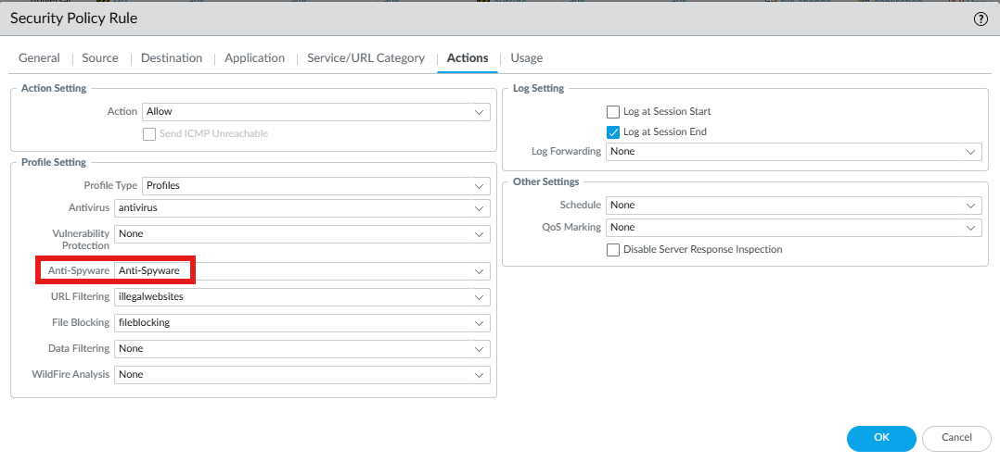 Security Policy Rule
General Source Destination Application Service/URL Category Actions Usage
Action Setting
Action Allow
Send ICMP Unreachable
Profile Setting
Profile Type Profiles
Antivirus antivirus
Vulnerability None
Protection
Anti-Spyware Anti-Spyware
URL Filtering illegalwebsites
File Blocking fileblocking
Data Filtering None
WildFire Analysis None
Log Setting
Log at Session Start
Log at Session End
Log Forwarding None
Other Settings
Schedule None
QoS Marking None
Disable Server Response Inspection
OK Cancel